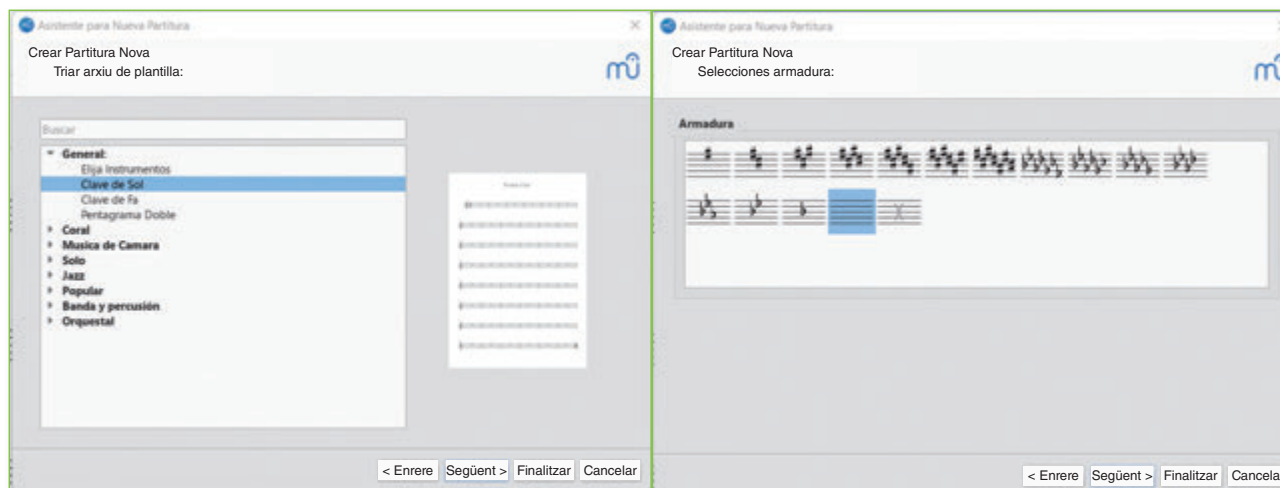 Asistente para Nueva Partitura
Crear Partitura Nova
Triar arxiu de plantilla:
Buscar
General:
Elija Instrumentos
Clave de Sol
Clave de Fa
Pentagrama Doble
Coral
Musica de Camara
Solo
Jazz
Popular
Banda y percusión
Orquestal
< Enrere Següent > Finalitzar Cancelar
Asistente para Nueva Partitura
Crear Partitura Nova
Selecciones armadura:
Armadura
< Enrere Següent > Finalitzar Cancela